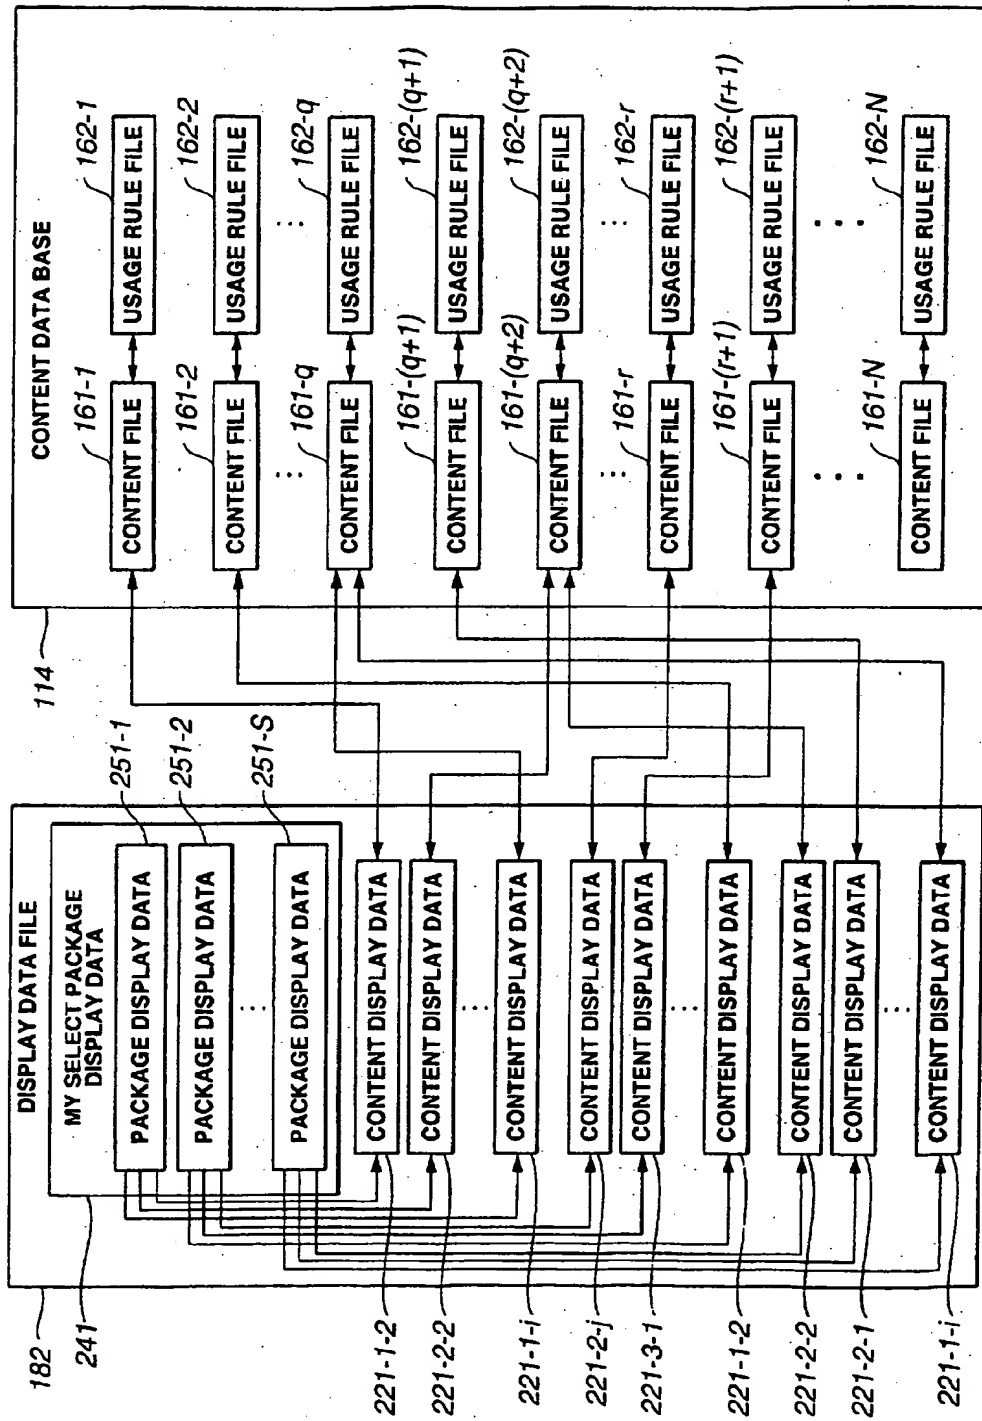 DISPLAY DATA FILE
MY SELECT PACKAGE
DISPLAY DATA
PACKAGE DISPLAY DATA
PACKAGE DISPLAY DATA
...
PACKAGE DISPLAY DATA
251-1
251-2
251-S
182
241
CONTENT DISPLAY DATA
CONTENT DISPLAY DATA
...
CONTENT DISPLAY DATA
CONTENT DISPLAY DATA
CONTENT DISPLAY DATA
...
CONTENT DISPLAY DATA
CONTENT DISPLAY DATA
CONTENT DISPLAY DATA
...
CONTENT DISPLAY DATA
221-1-2
221-2-2
221-1-i
221-2-j
221-3-1
221-1-2
221-2-2
221-2-1
221-1-i
114
CONTENT DATA BASE
161-1
CONTENT FILE
162-1
USAGE RULE FILE
161-2
CONTENT FILE
162-2
USAGE RULE FILE
...
...
161-q
CONTENT FILE
162-q
USAGE RULE FILE
161-(q+1)
CONTENT FILE
162-(q+1)
USAGE RULE FILE
161-(q+2)
CONTENT FILE
162-(q+2)
USAGE RULE FILE
...
...
161-r
CONTENT FILE
162-r
USAGE RULE FILE
161-(r+1)
CONTENT FILE
162-(r+1)
USAGE RULE FILE
...
...
161-N
CONTENT FILE
162-N
USAGE RULE FILE